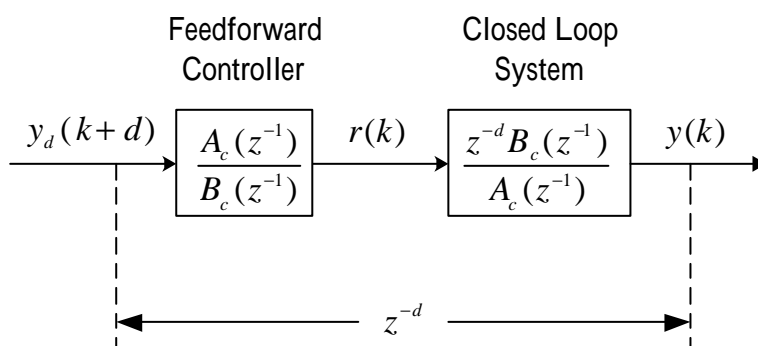 Feedforward
Controller
Closed Loop
System
y_d(k+d)
A_c(z^{-1})
B_c(z^{-1})
r(k)
z^{-d}B_c(z^{-1})
A_c(z^{-1})
y(k)
z^{-d}